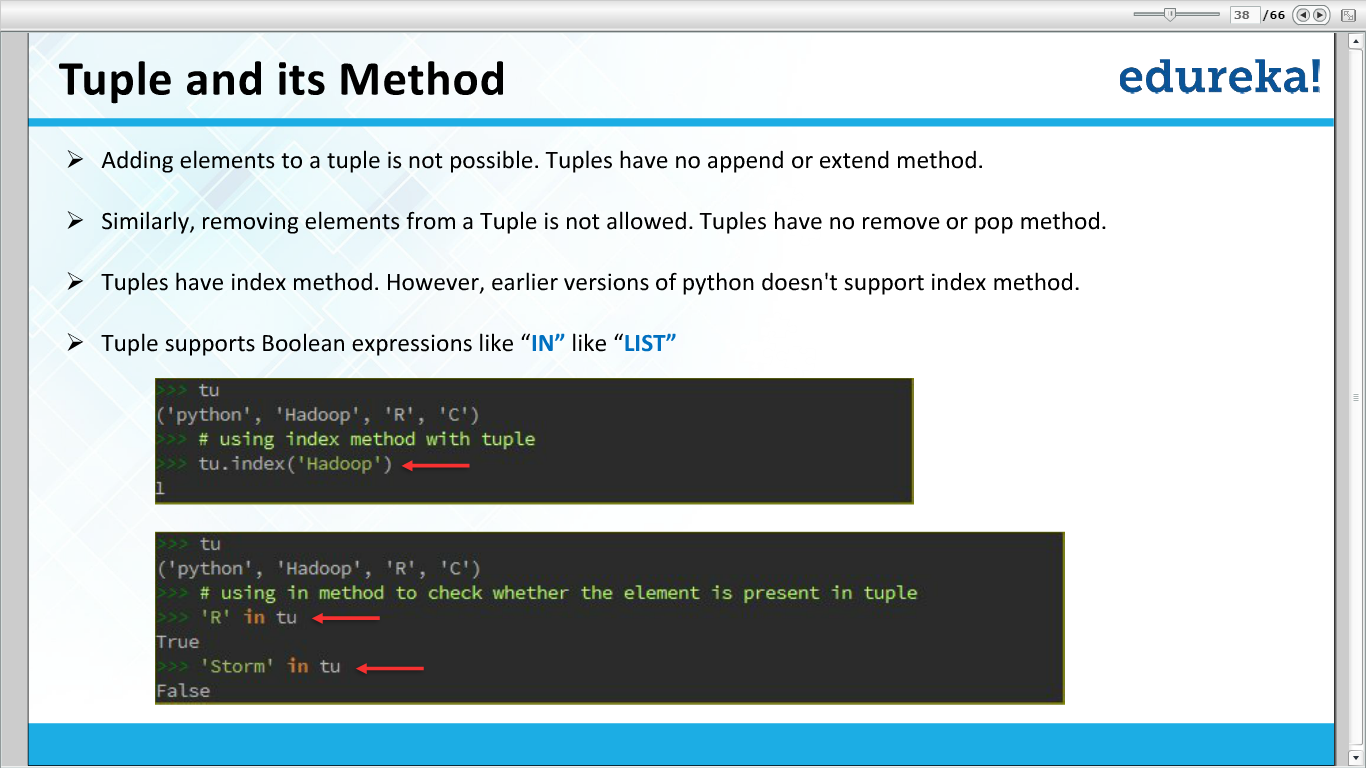 38 /66
Tuple and its Method
edureka!
Adding elements to a tuple is not possible. Tuples have no append or extend method.
Similarly, removing elements from a Tuple is not allowed. Tuples have no remove or pop method.
Tuples have index method. However, earlier versions of python doesn't support index method.
Tuple supports Boolean expressions like “IN” like “LIST”
>>> tu
('python', 'Hadoop', 'R', 'C')
>>> # using index method with tuple
>>> tu.index('Hadoop')
1
>>> tu
('python', 'Hadoop', 'R', 'C')
>>> # using in method to check whether the element is present in tuple
>>> 'R' in tu
True
>>> 'Storm' in tu
False